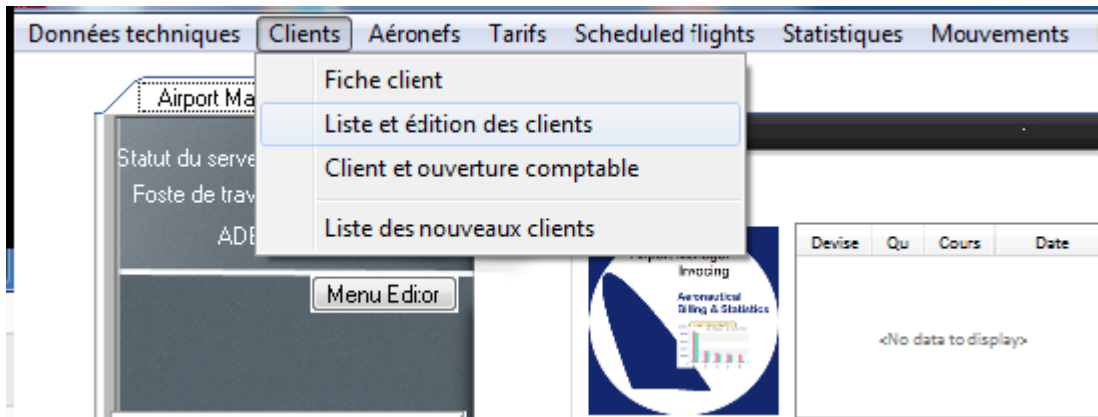 Données techniques Clients Aéronefs Tarifs Scheduled flights Statistiques Mouvements
Fiche client
Liste et édition des clients
Client et ouverture comptable
Liste des nouveaux clients
Airport Ma
Statut du serve
Foste de trav
ADE
Menu Editor
Invoicing
Aeronautical
Billing & Statistics
Devise Qu Cours Date
<No data to display>